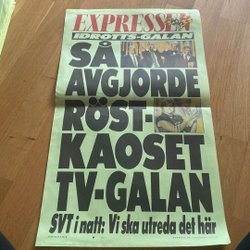 EXPRESSEN
IDROTTS-GALAN
SÅ
AVGJORDE
RÖST-
KAOSET
TV-GALAN
SVT i natt: Vi ska utreda det här